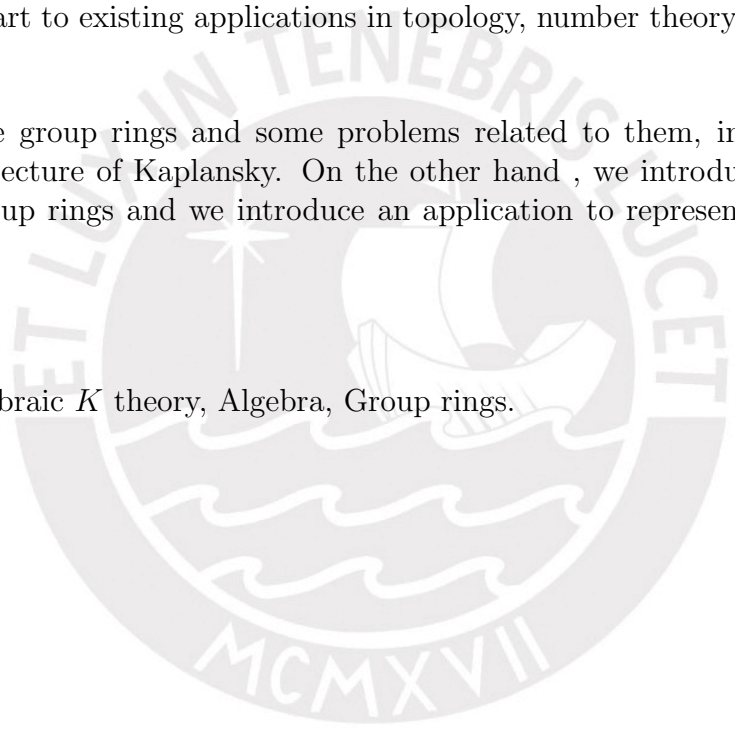 art to existing applications in topology, number theory
e group rings and some problems related to them, in
ecture of Kaplansky. On the other hand , we introdu
up rings and we introduce an application to represen
braic K theory, Algebra, Group rings.
ET LUX IN TENEBRIS LUCET
MCMXVII